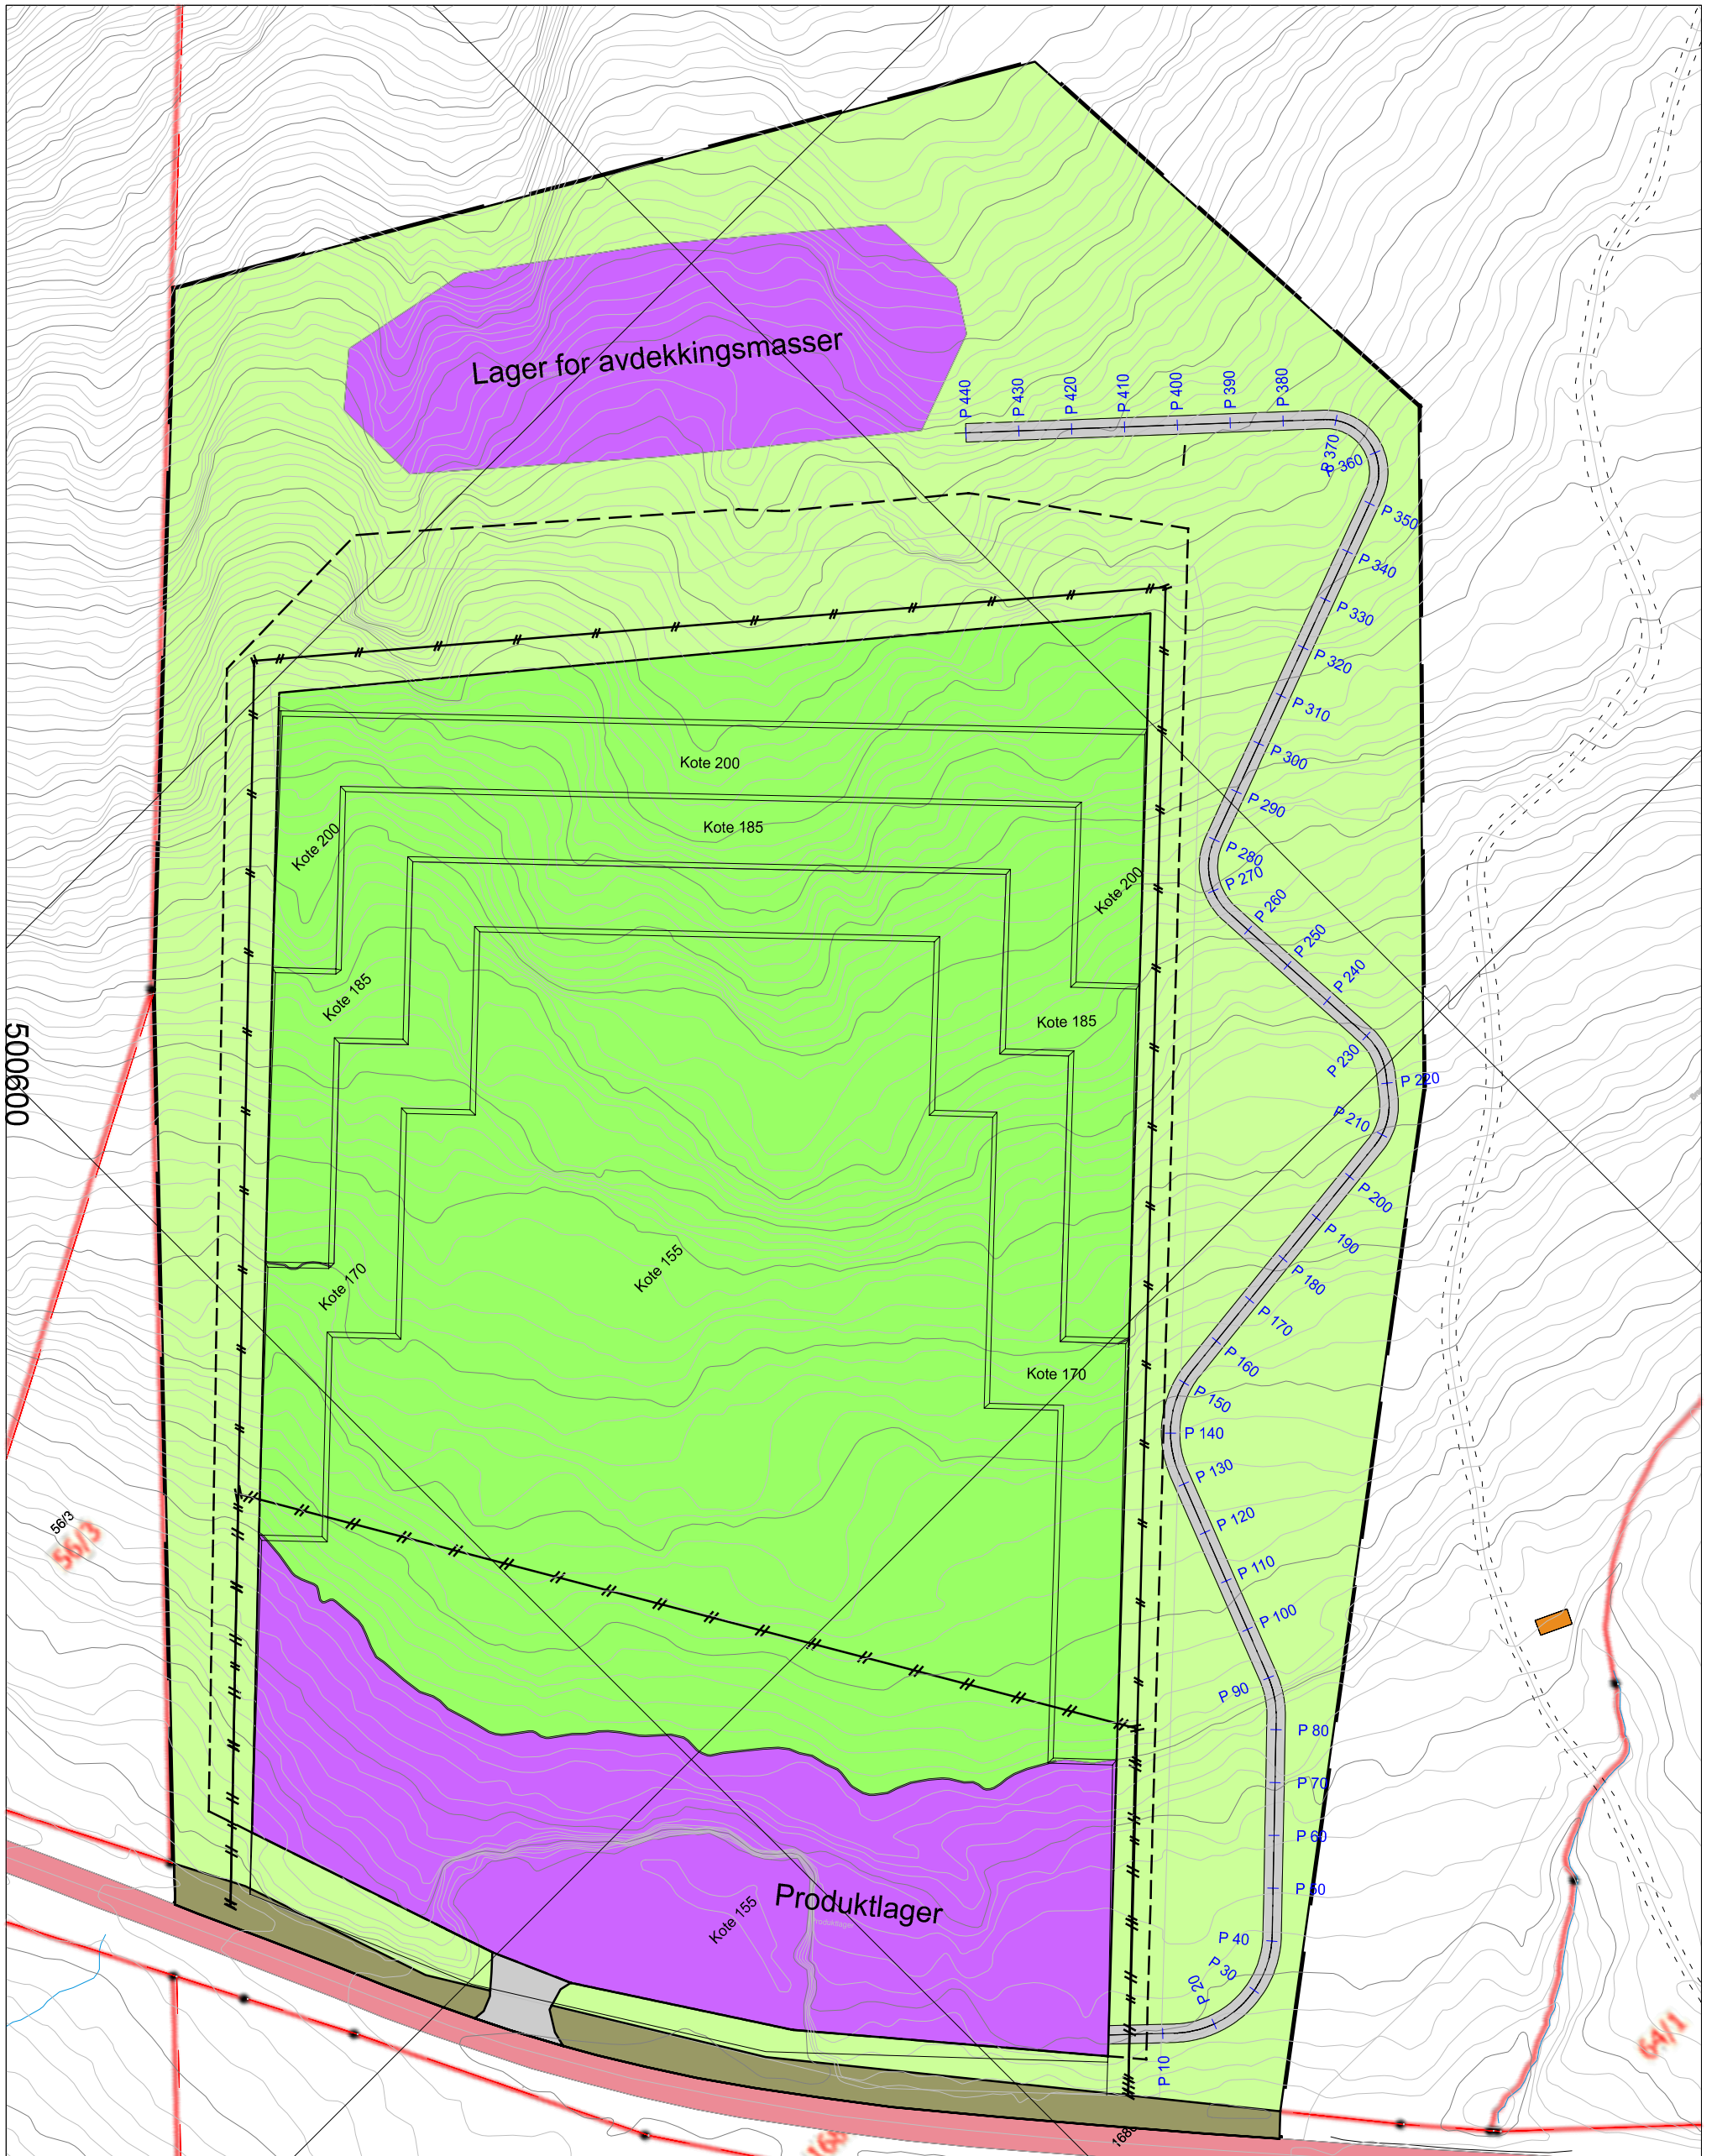 Lager for avdekkingsmasser
P 440
P 430
P 420
P 410
P 400
P 390
P 380
P 370
P 360
P 350
P 340
P 330
P 320
P 310
P 300
P 290
P 280
P 270
P 260
P 250
P 240
P 230
P 220
P 210
P 200
P 190
P 180
P 170
P 160
P 150
P 140
P 130
P 120
P 110
P 100
P 90
P 80
P 70
P 60
P 50
P 40
P 30
P 20
P 10
Kote 200
Kote 185
Kote 200
Kote 200
Kote 185
Kote 185
Kote 170
Kote 155
Kote 170
500600
56/3
56/3
Produktlager
Produktlager
Kote 155
64/1